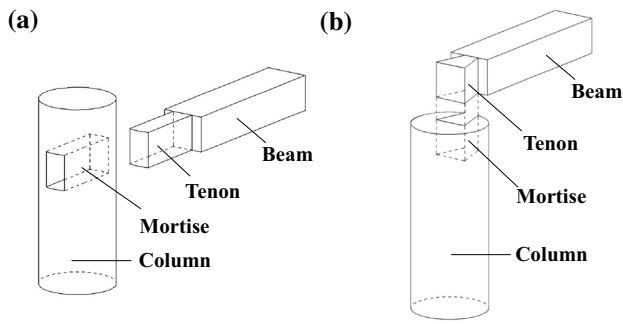 (a)
Beam
Tenon
Mortise
Column
(b)
Beam
Tenon
Mortise
Column